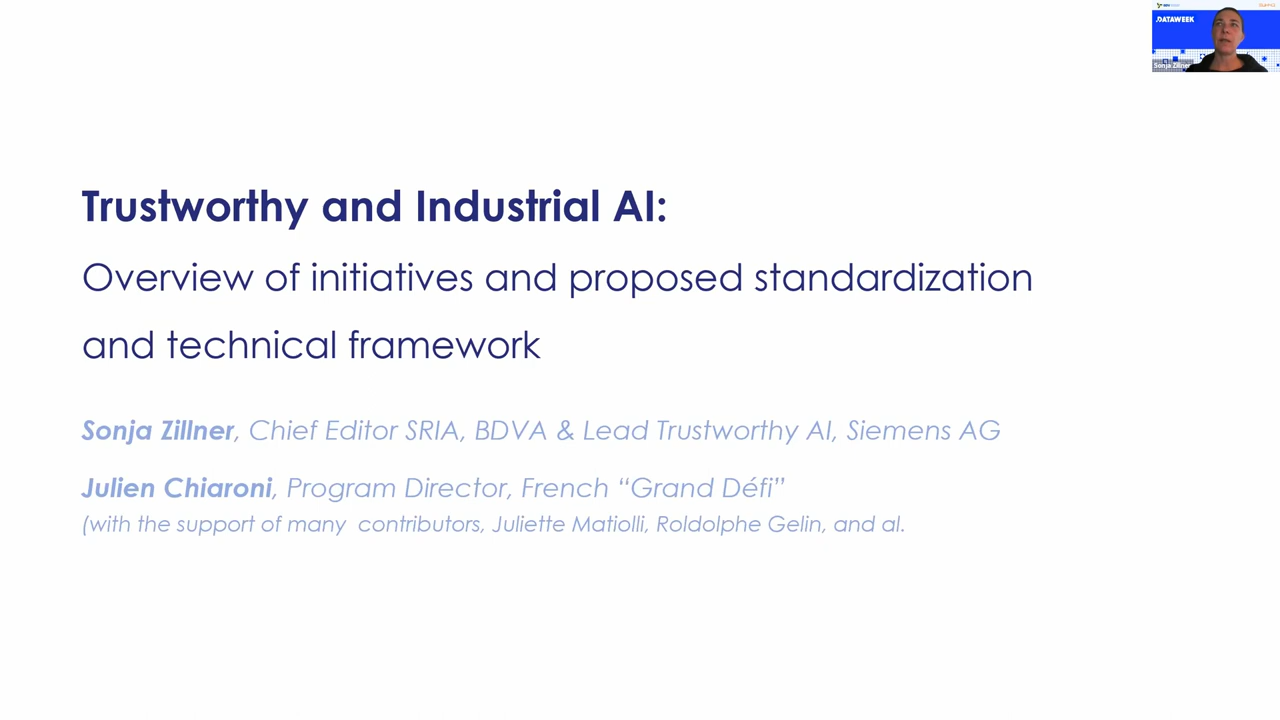 DATAWEEK
Sonja Zillner
Trustworthy and Industrial AI:
Overview of initiatives and proposed standardization
and technical framework
Sonja Zillner, Chief Editor SRIA, BDVA & Lead Trustworthy AI, Siemens AG
Julien Chiaroni, Program Director, French “Grand Défi”
(with the support of many contributors, Juliette Matiolli, Roldolphe Gelin, and al.